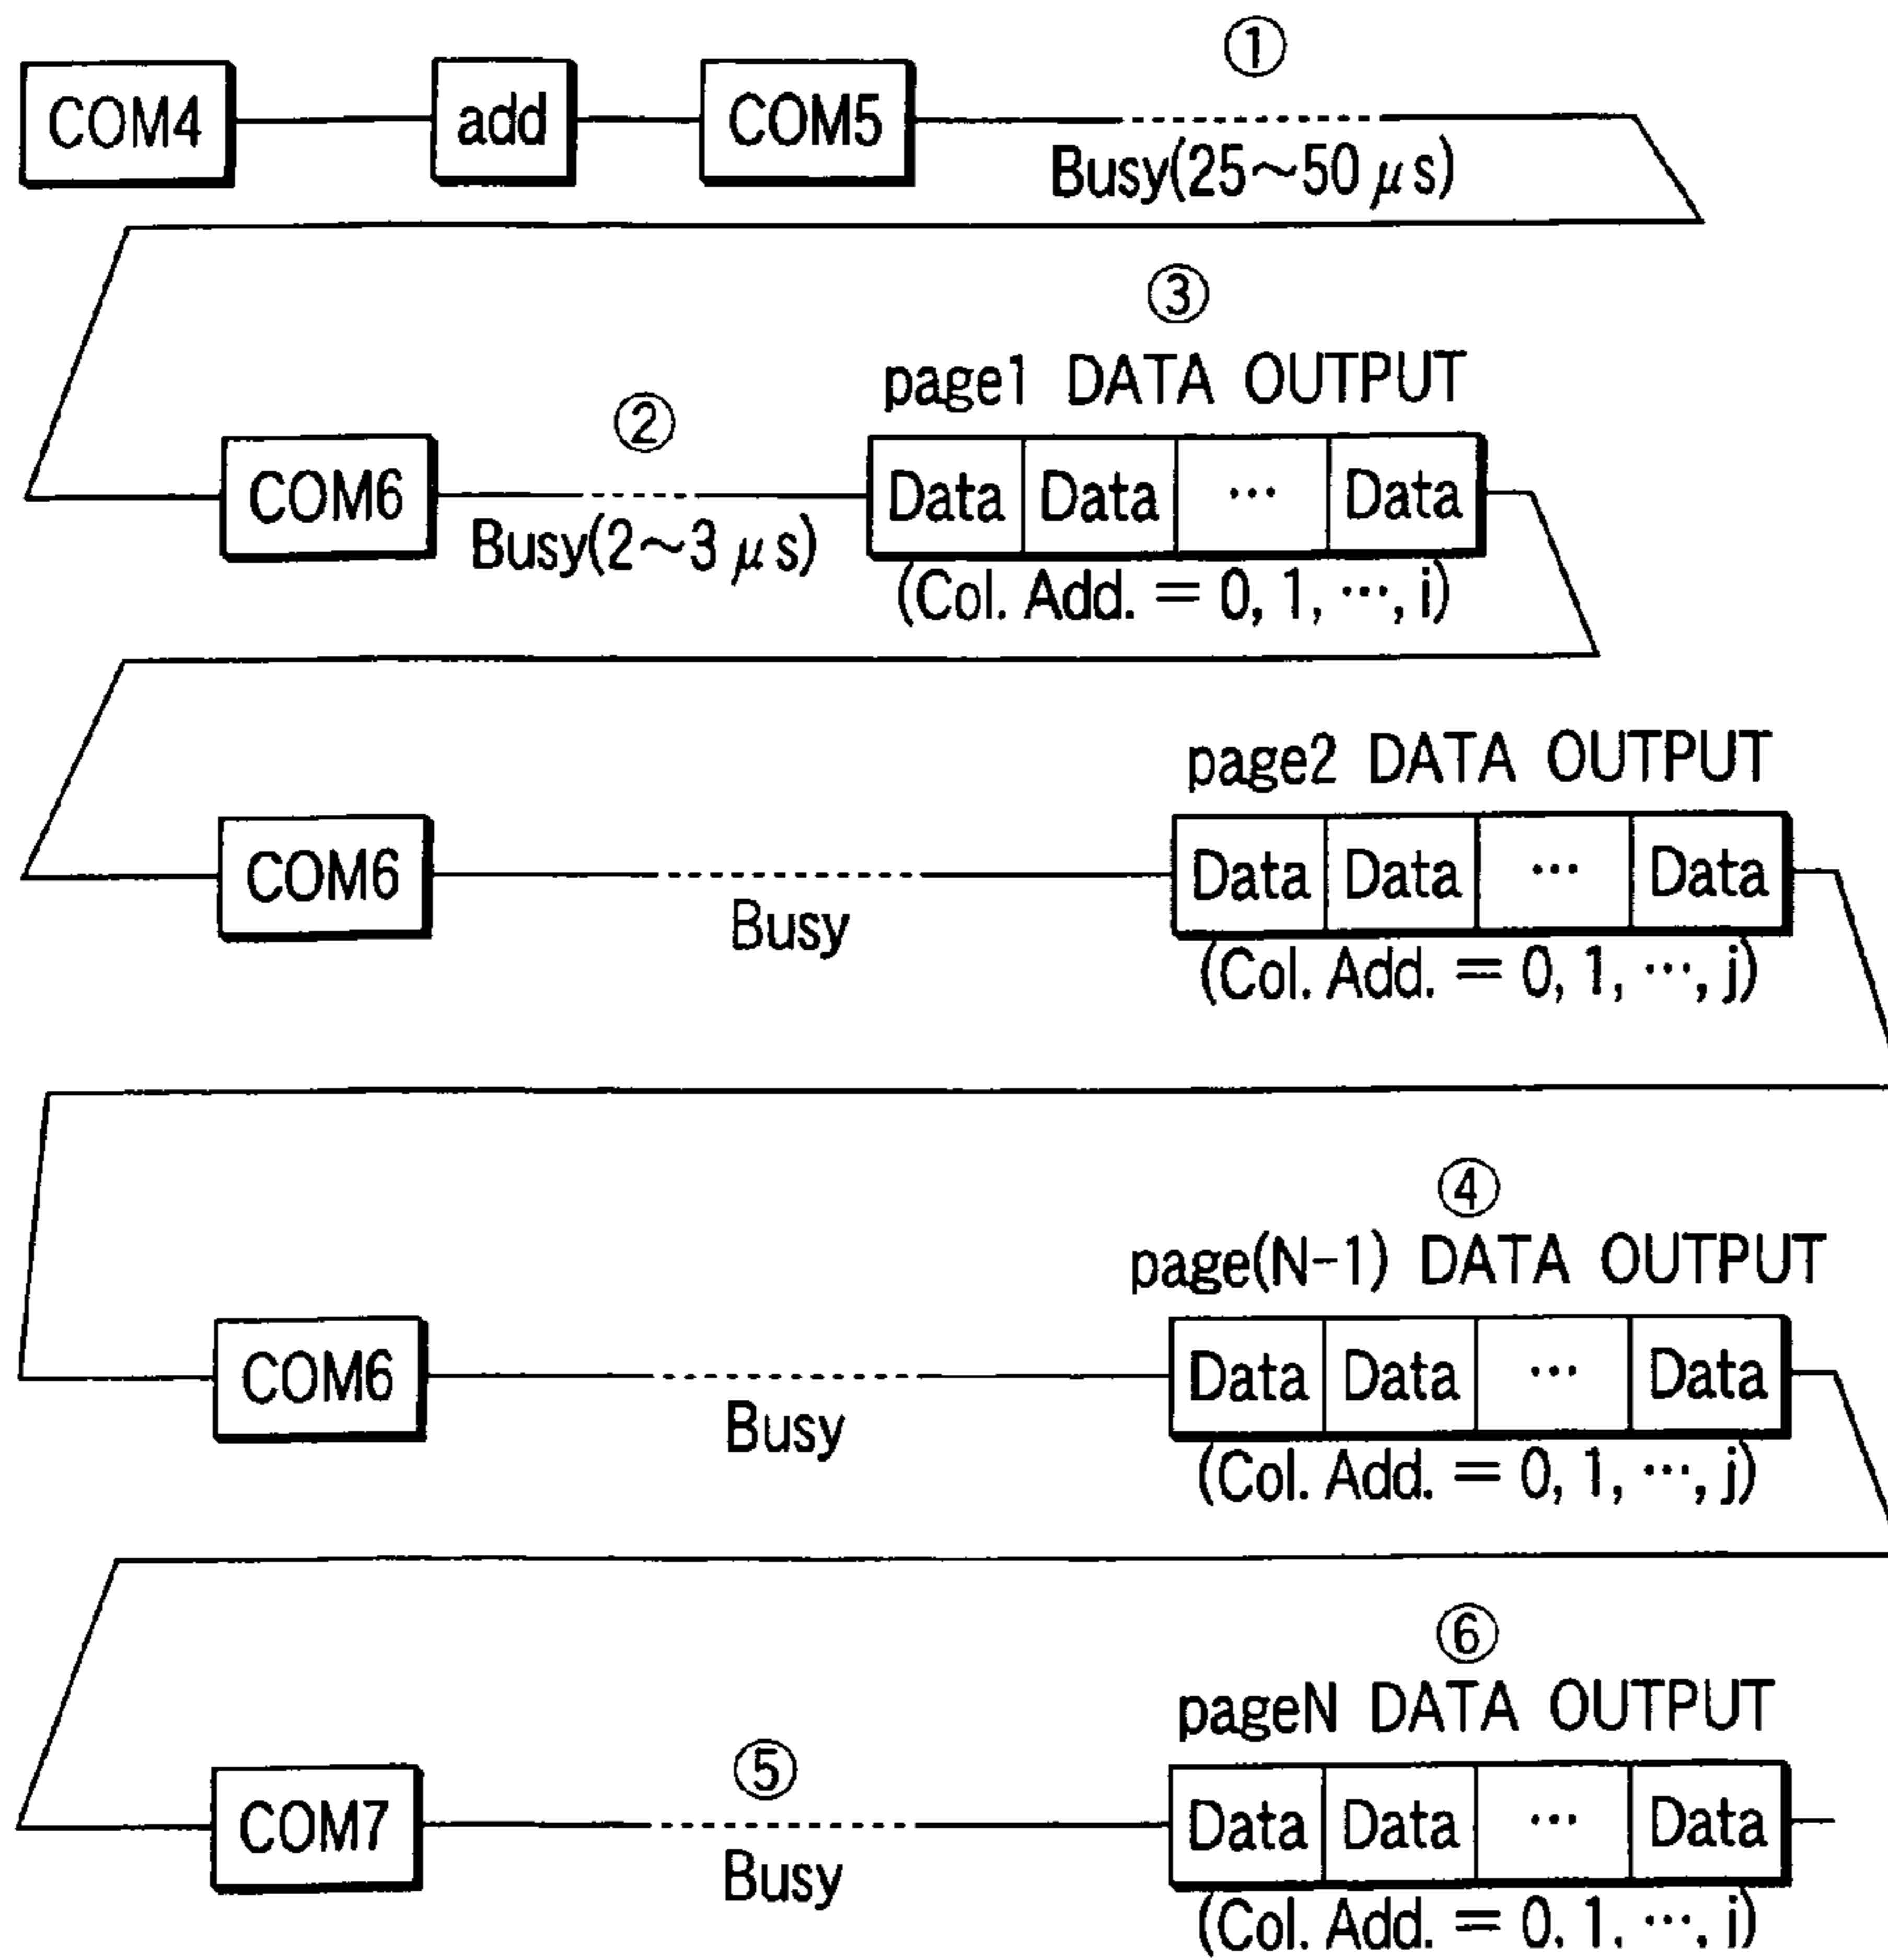 ①
COM4 add COM5
Busy(25~50 μs)
③
page1 DATA OUTPUT
②
COM6 Data Data ··· Data
Busy(2~3 μs)
(Col. Add. = 0, 1, ···, i)
page2 DATA OUTPUT
COM6 Data Data ··· Data
Busy
(Col. Add. = 0, 1, ···, j)
④
page(N-1) DATA OUTPUT
COM6 Data Data ··· Data
Busy
(Col. Add. = 0, 1, ···, j)
⑥
pageN DATA OUTPUT
⑤
COM7 Data Data ··· Data
Busy
(Col. Add. = 0, 1, ···, i)